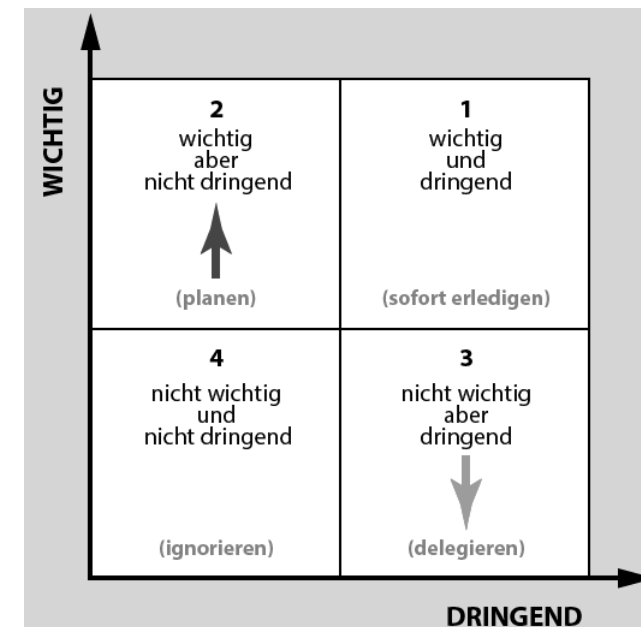 WICHTIG
2
wichtig
aber
nicht dringend
(planen)
1
wichtig
und
dringend
(sofort erledigen)
4
nicht wichtig
und
nicht dringend
(ignorieren)
3
nicht wichtig
aber
dringend
(delegieren)
DRINGEND